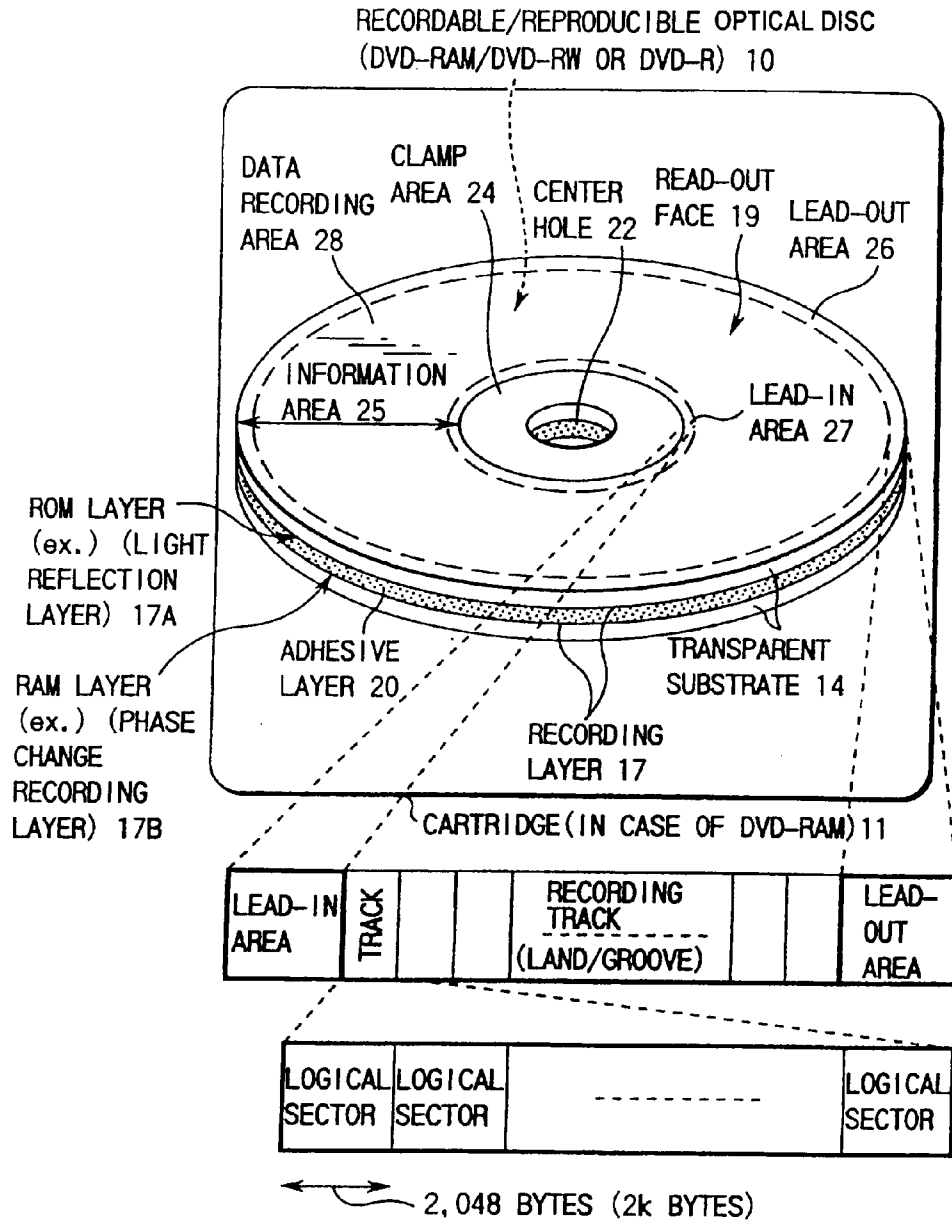 RECORDABLE/REPRODUCIBLE OPTICAL DISC
(DVD-RAM/DVD-RW OR DVD-R) 10
DATA
RECORDING
AREA 28
CLAMP
AREA 24
CENTER
HOLE 22
READ-OUT
FACE 19
LEAD-OUT
AREA 26
INFORMATION
AREA 25
LEAD-IN
AREA 27
ROM LAYER
(ex.) (LIGHT
REFLECTION
LAYER) 17A
RAM LAYER
(ex.) (PHASE
CHANGE
RECORDING
LAYER) 17B
ADHESIVE
LAYER 20
RECORDING
LAYER 17
TRANSPARENT
SUBSTRATE 14
CARTRIDGE(IN CASE OF DVD-RAM)11
LEAD-IN
AREA
TRACK
RECORDING
TRACK
(LAND/GROOVE)
LEAD-
OUT
AREA
LOGICAL
SECTOR
LOGICAL
SECTOR
LOGICAL
SECTOR
2,048 BYTES (2k BYTES)